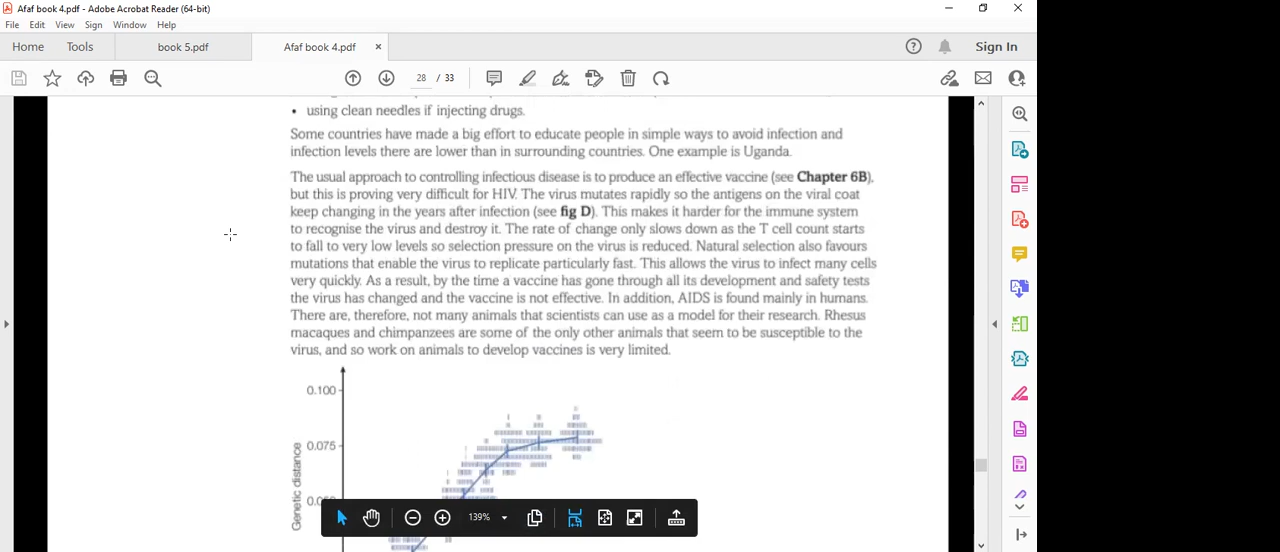 Afaf book 4.pdf - Adobe Acrobat Reader (64-bit)
File Edit View Sign Window Help
Home Tools book 5.pdf Afaf book 4.pdf × Sign In
28 / 33
• using clean needles if injecting drugs.
Some countries have made a big effort to educate people in simple ways to avoid infection and
infection levels there are lower than in surrounding countries. One example is Uganda.
The usual approach to controlling infectious disease is to produce an effective vaccine (see Chapter 6B),
but this is proving very difficult for HIV. The virus mutates rapidly so the antigens on the viral coat
keep changing in the years after infection (see fig D). This makes it harder for the immune system
to recognise the virus and destroy it. The rate of change only slows down as the T cell count starts
to fall to very low levels so selection pressure on the virus is reduced. Natural selection also favours
mutations that enable the virus to replicate particularly fast. This allows the virus to infect many cells
very quickly. As a result, by the time a vaccine has gone through all its development and safety tests
the virus has changed and the vaccine is not effective. In addition, AIDS is found mainly in humans.
There are, therefore, not many animals that scientists can use as a model for their research. Rhesus
macaques and chimpanzees are some of the only other animals that seem to be susceptible to the
virus, and so work on animals to develop vaccines is very limited.
0.100
0.075
Genetic distance
139%